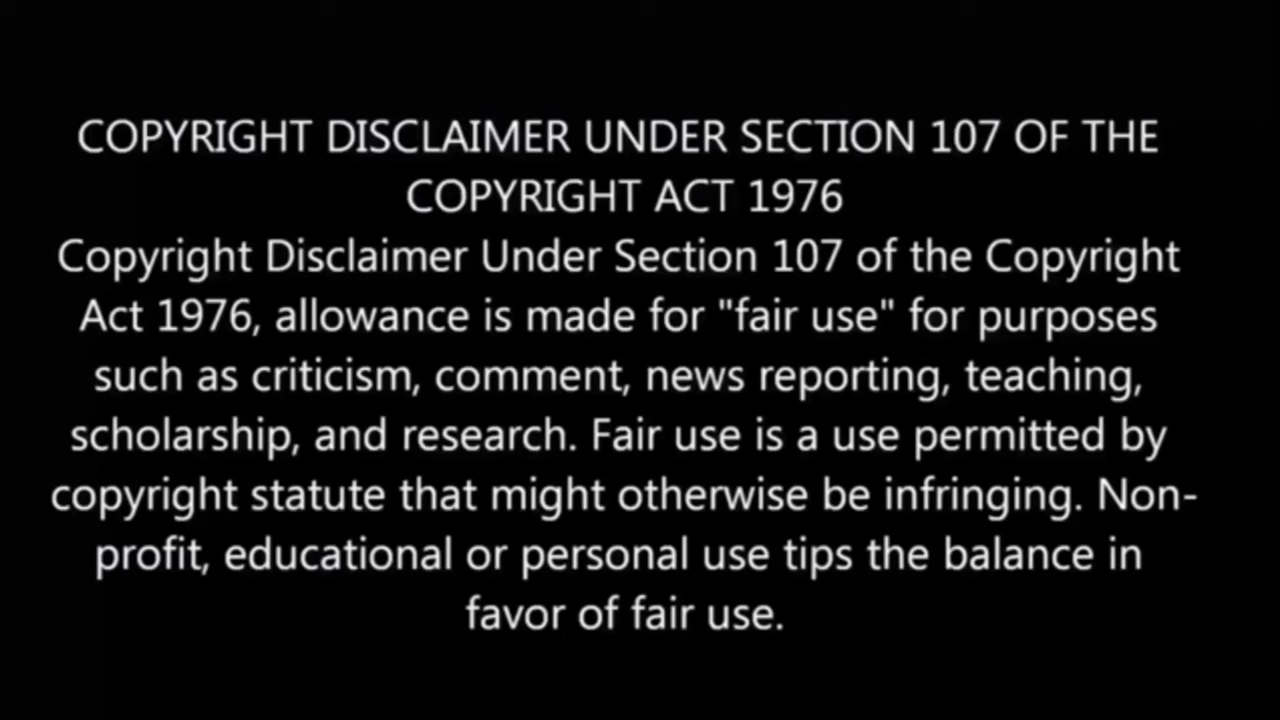 COPYRIGHT DISCLAIMER UNDER SECTION 107 OF THE
COPYRIGHT ACT 1976
Copyright Disclaimer Under Section 107 of the Copyright
Act 1976, allowance is made for "fair use" for purposes
such as criticism, comment, news reporting, teaching,
scholarship, and research. Fair use is a use permitted by
copyright statute that might otherwise be infringing. Non-
profit, educational or personal use tips the balance in
favor of fair use.